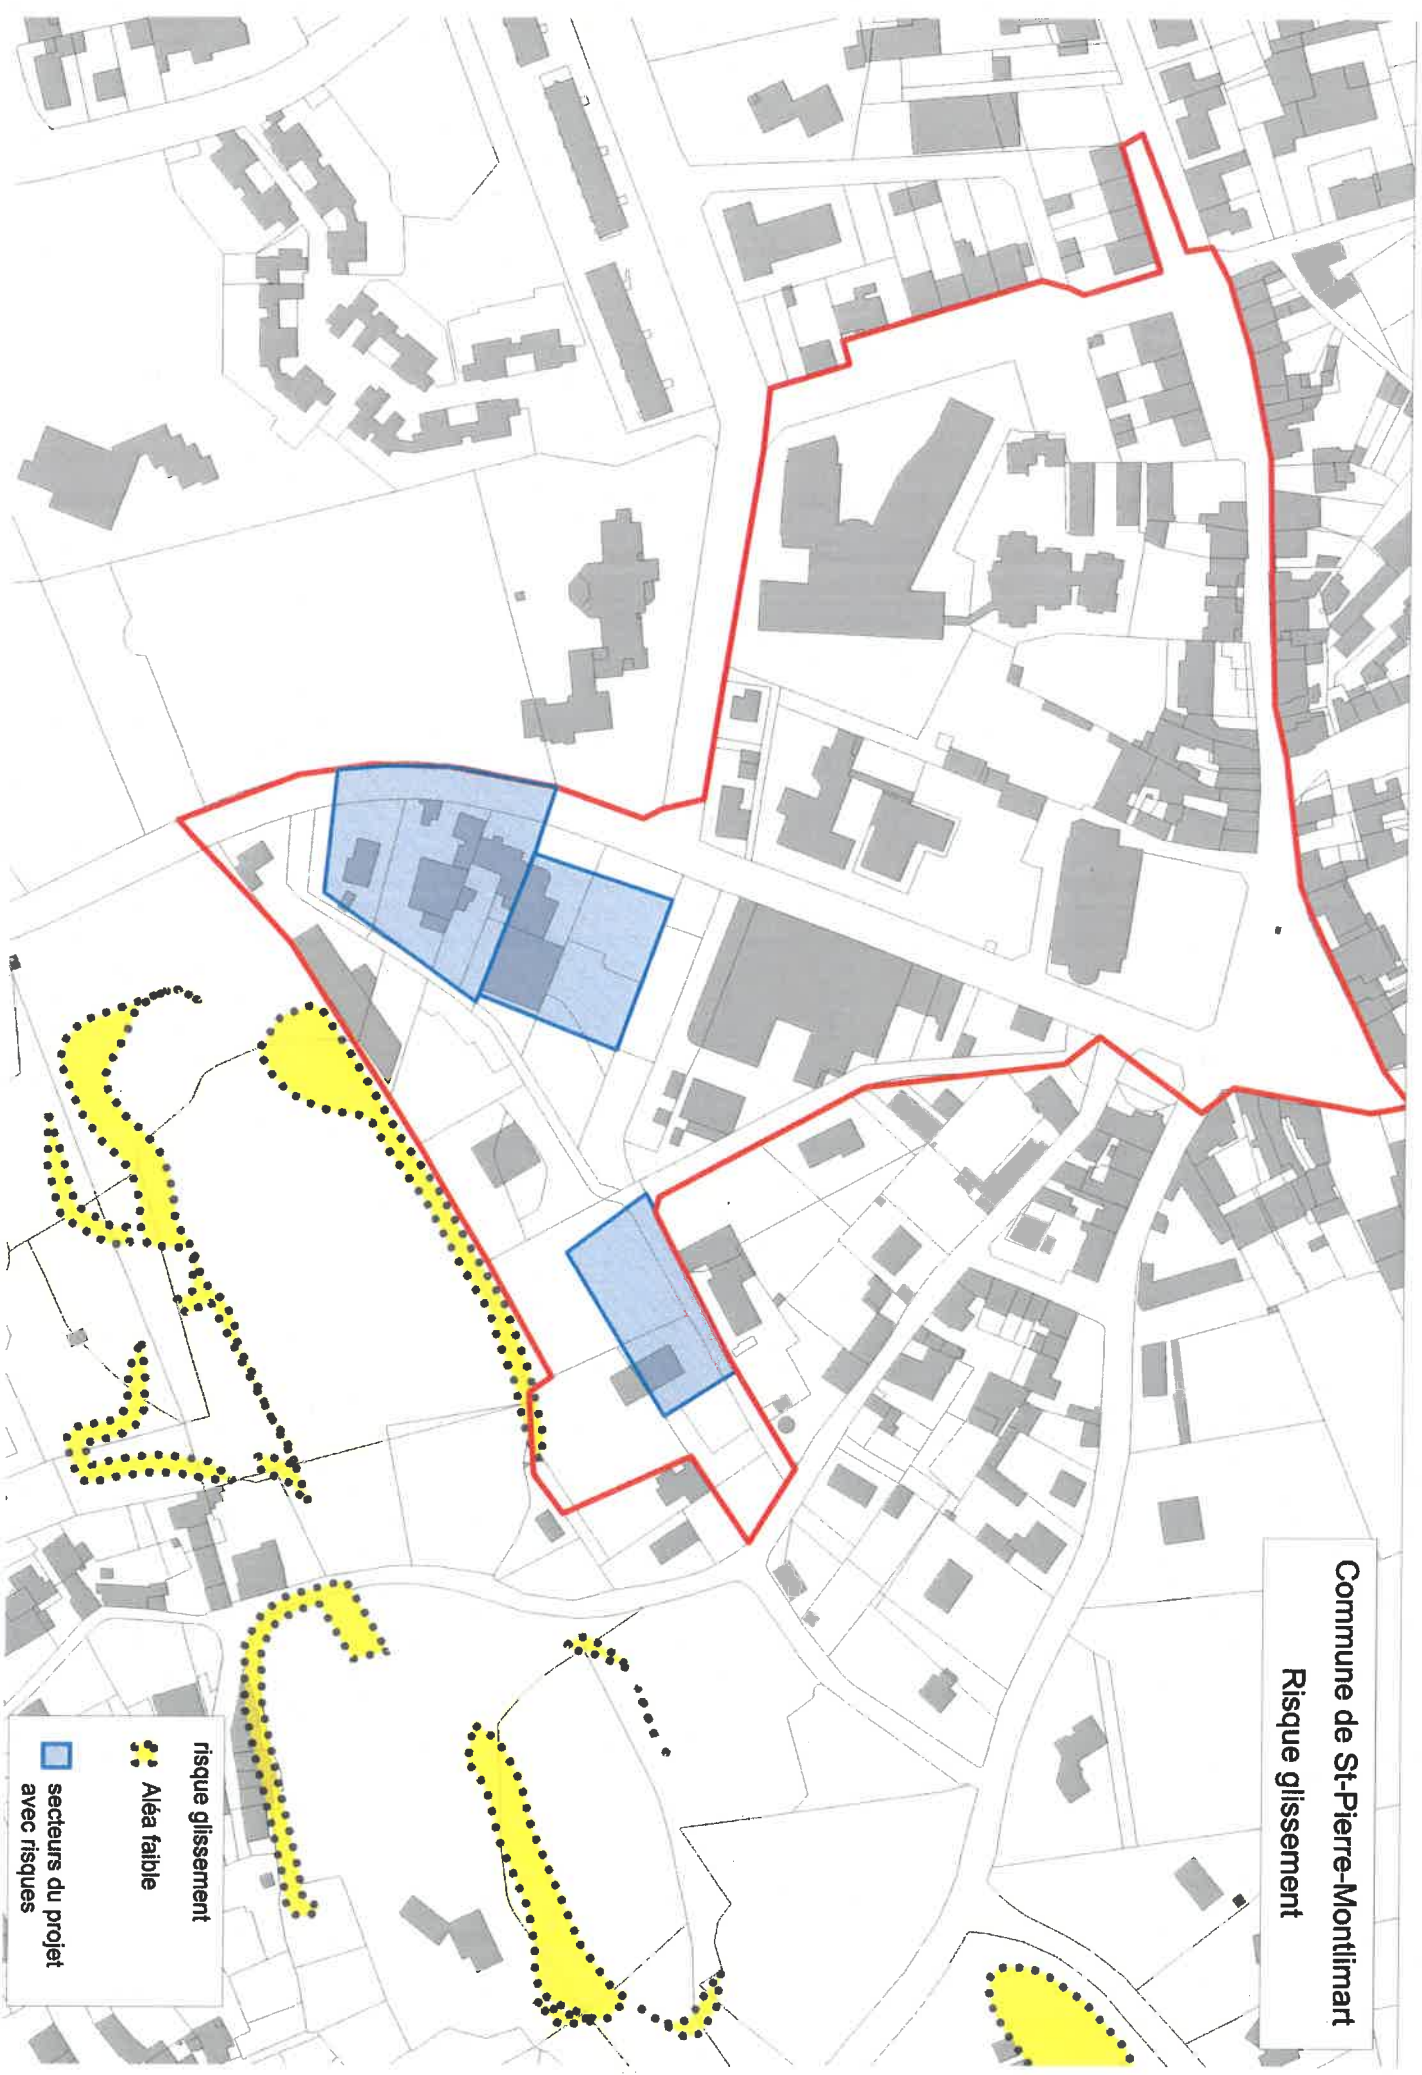 Commune de St-Pierre-Montlimart
Risque glissement
risque glissement
Aléa faible
secteurs du projet
avec risques